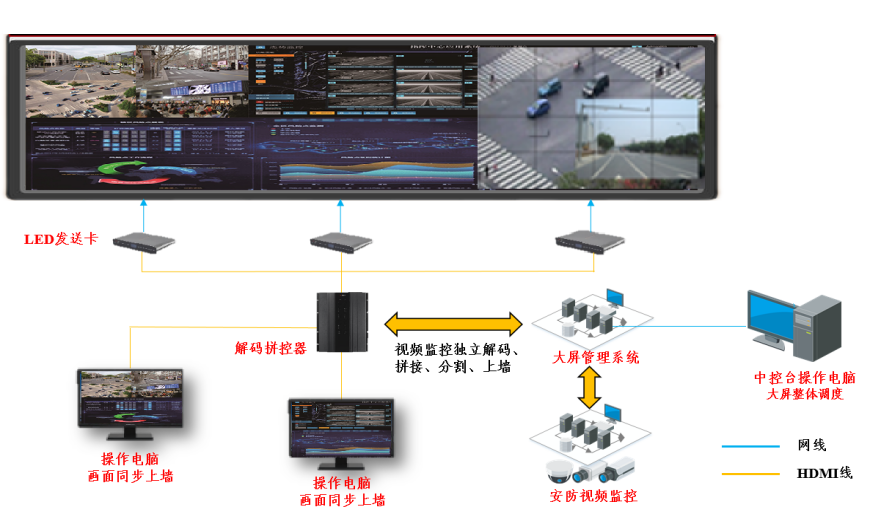 LED发送卡
解码拼控器
视频监控独立解码、
拼接、分割、上墙
大屏管理系统
中控台操作电脑
大屏整体调度
操作电脑
画面同步上墙
操作电脑
画面同步上墙
安防视频监控
网线
HDMI线